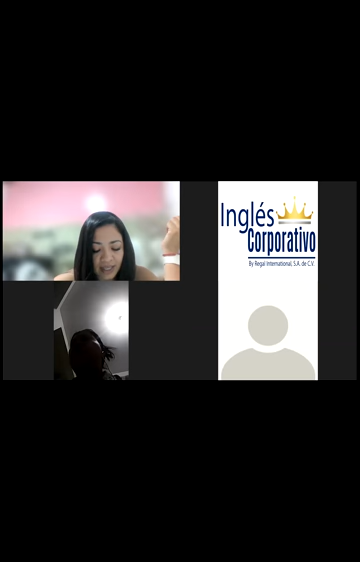 Inglés
Corporativo
By Regal International, S.A. de C.V.